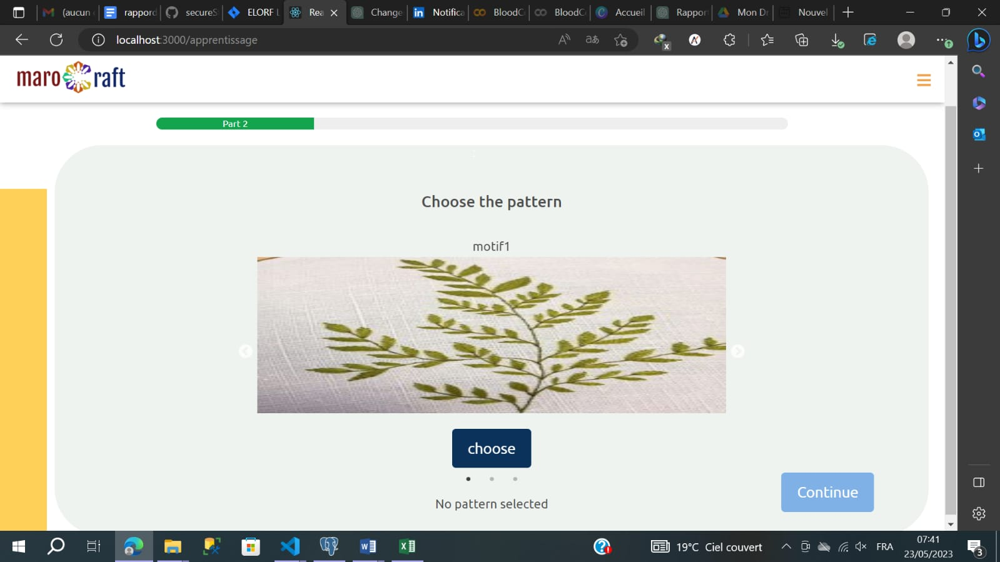 (aucun
rappord
secureS
ELORF L
Rea
Change
Notifica
BloodC
BloodC
Accueil
Rappor
Mon Dr
Nouvel
localhost:3000/apprentissage
maro raft
Part 2
Choose the pattern
motif1
choose
No pattern selected
Continue
19°C Ciel couvert
FRA
07:41
23/05/2023
3